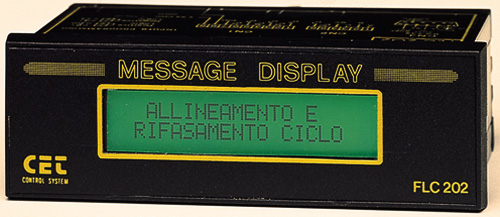 MESSAGE DISPLAY
ALLINEAMENTO E
RIFASAMENTO CICLO
CET
CONTROL SYSTEM
FLC 202